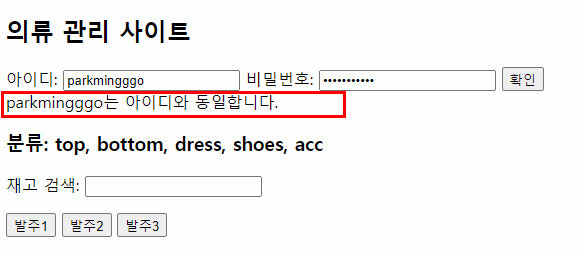 의류 관리 사이트
아이디: parkmingggo 비밀번호: ••••••••••• 확인
parkmingggo는 아이디와 동일합니다.
분류: top, bottom, dress, shoes, acc
재고 검색:
발주1 발주2 발주3